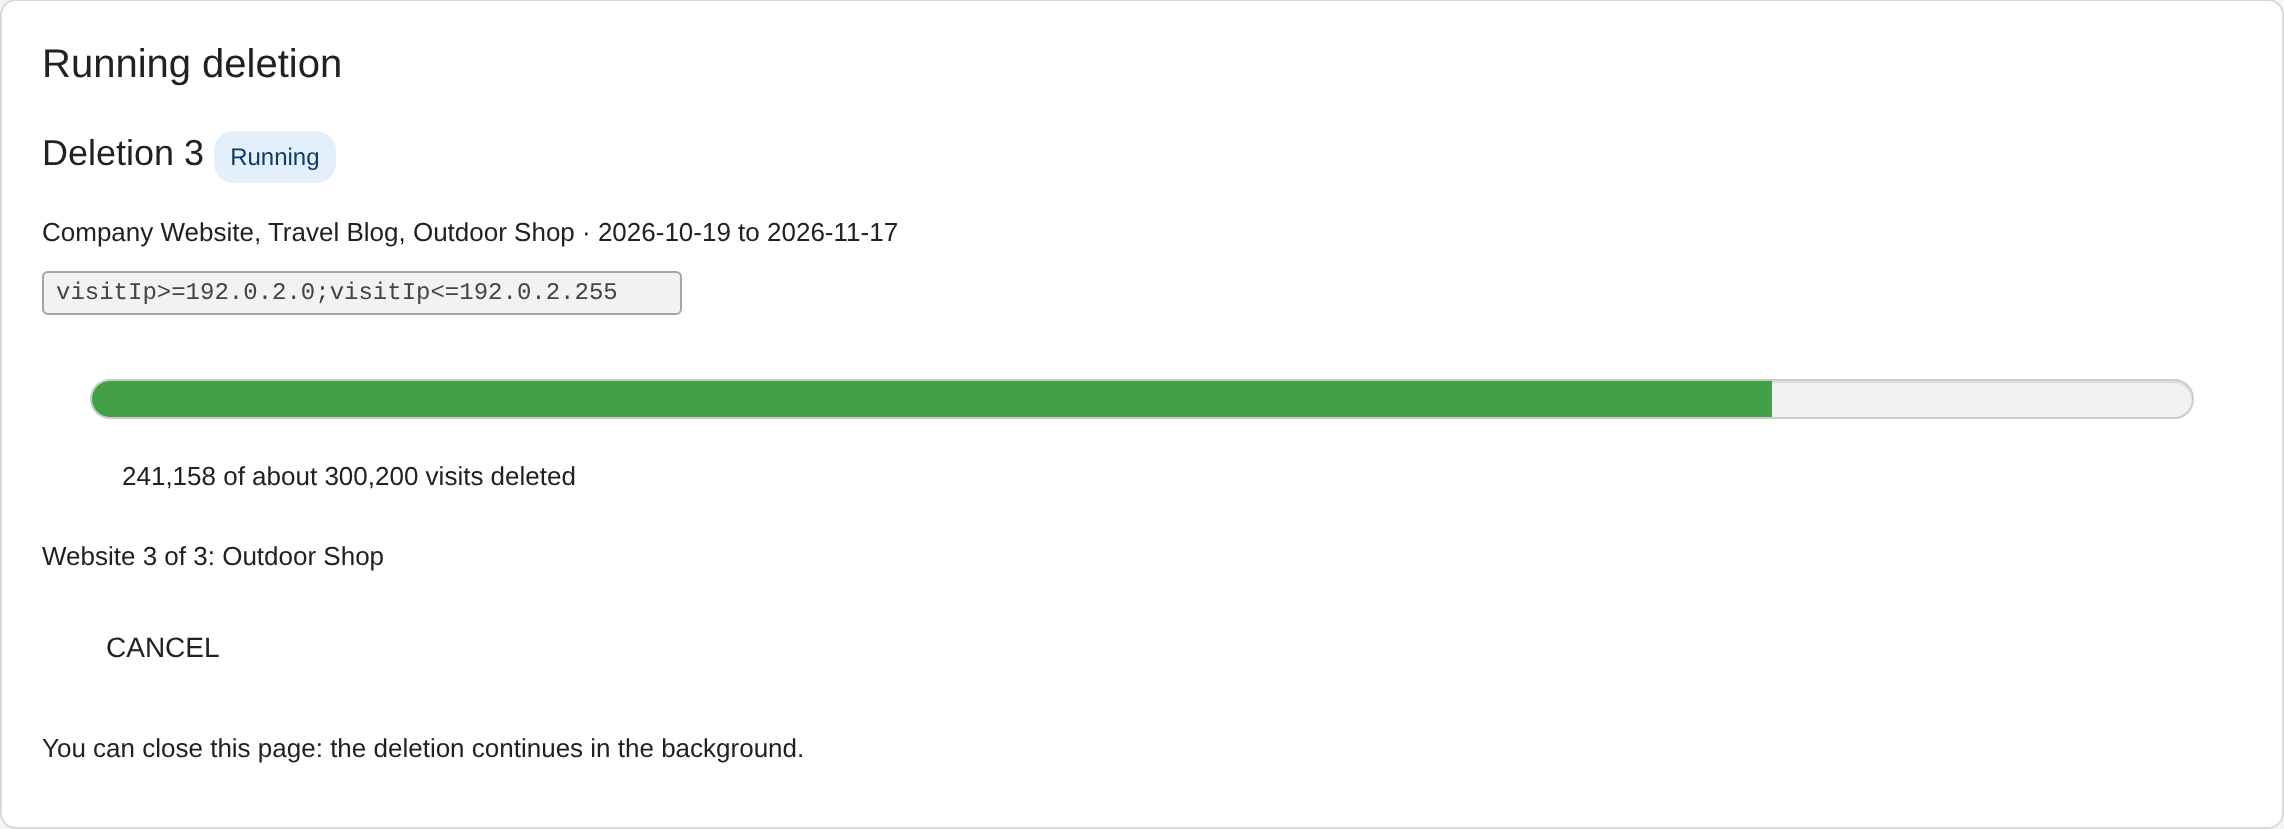 Running deletion
Deletion 3 Running
Company Website, Travel Blog, Outdoor Shop · 2026-10-19 to 2026-11-17
visitIp>=192.0.2.0;visitIp<=192.0.2.255
241,158 of about 300,200 visits deleted
Website 3 of 3: Outdoor Shop
CANCEL
You can close this page: the deletion continues in the background.